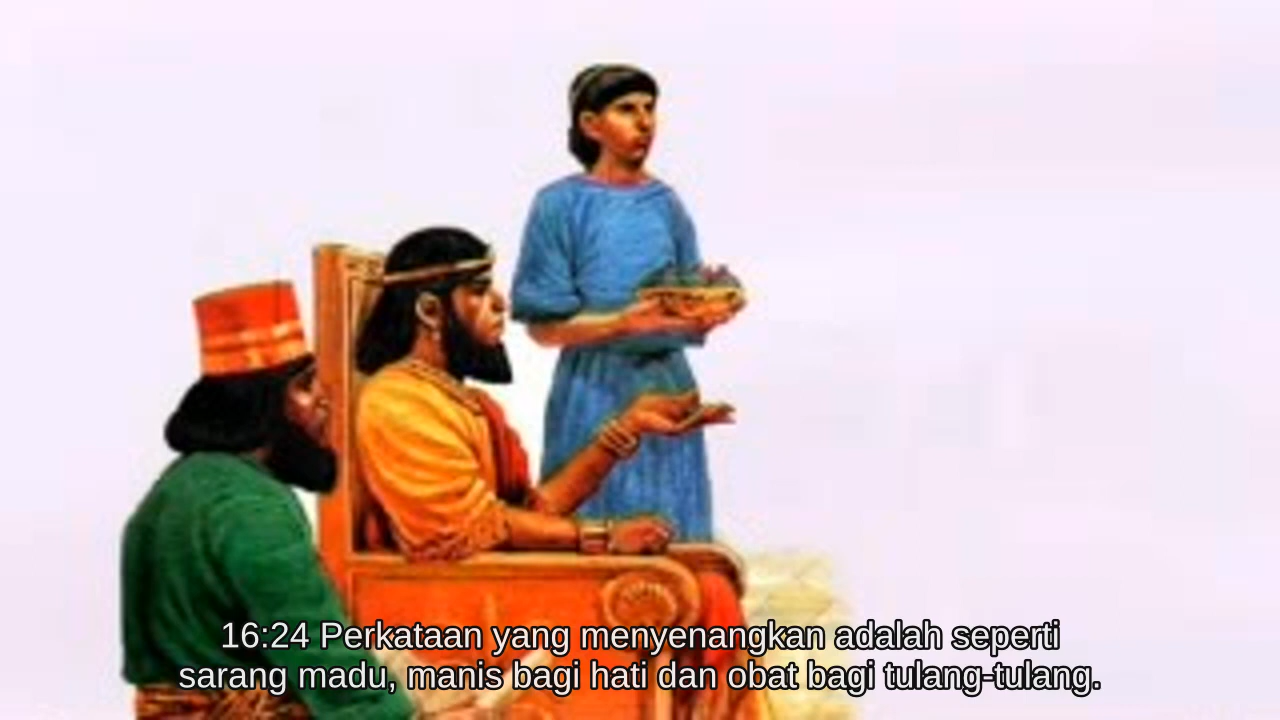 16:24 Perkataan yang menyenangkan adalah seperti
sarang madu, manis bagi hati dan obat bagi tulang-tulang.